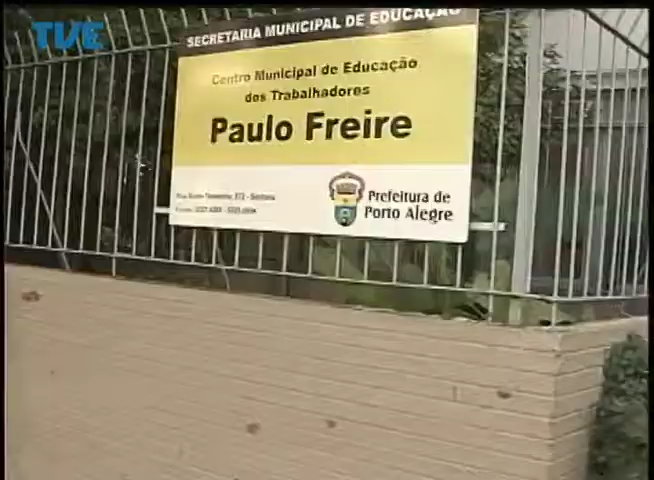 TVE
SECRETARIA MUNICIPAL DE EDUCAÇÃO
Centro Municipal de Educação
dos Trabalhadores
Paulo Freire
Prefeitura de
Porto Alegre